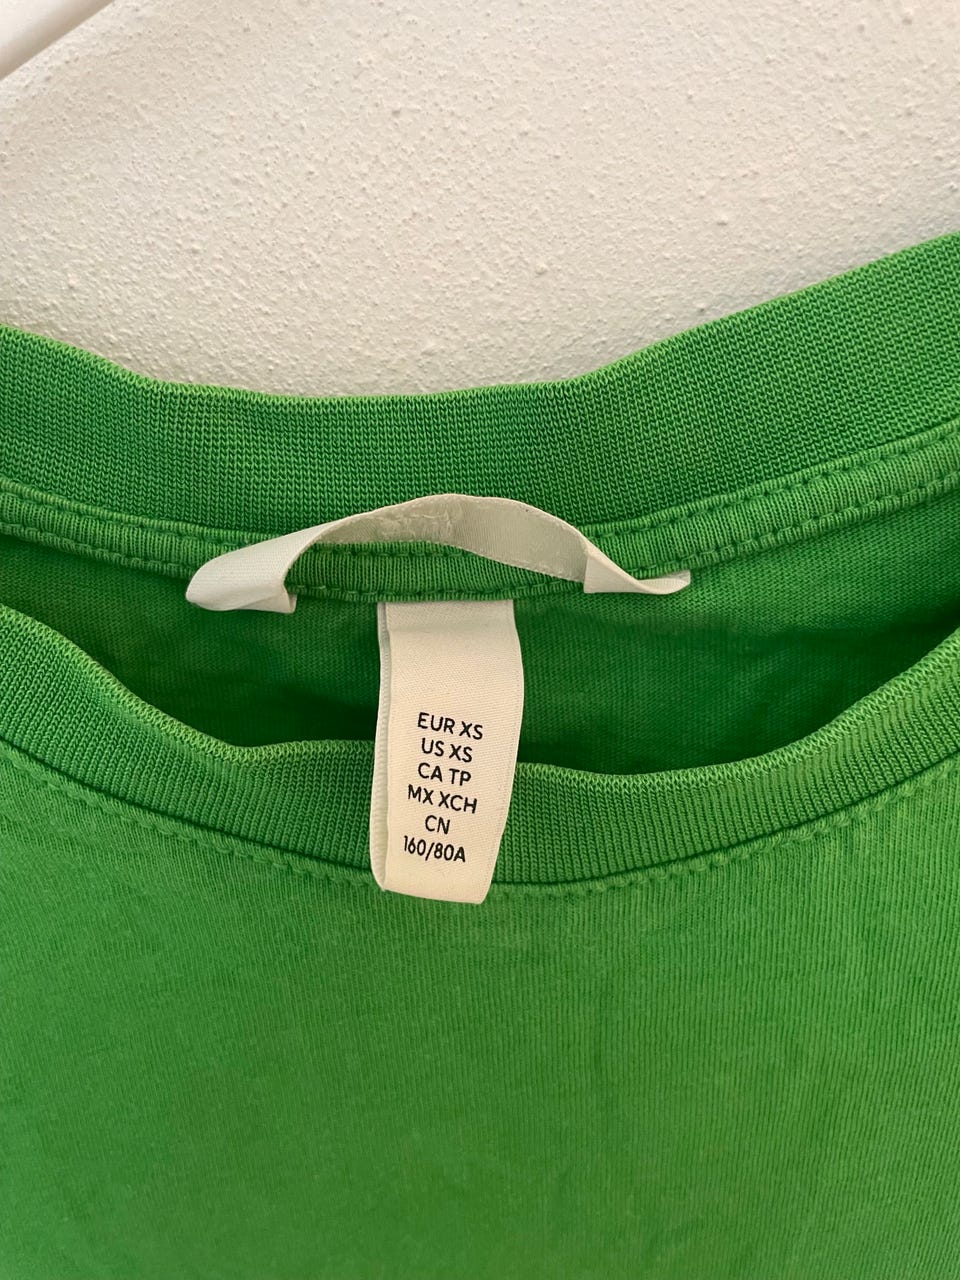 EUR XS
US XS
CA TP
MX XCH
CN
160/80A